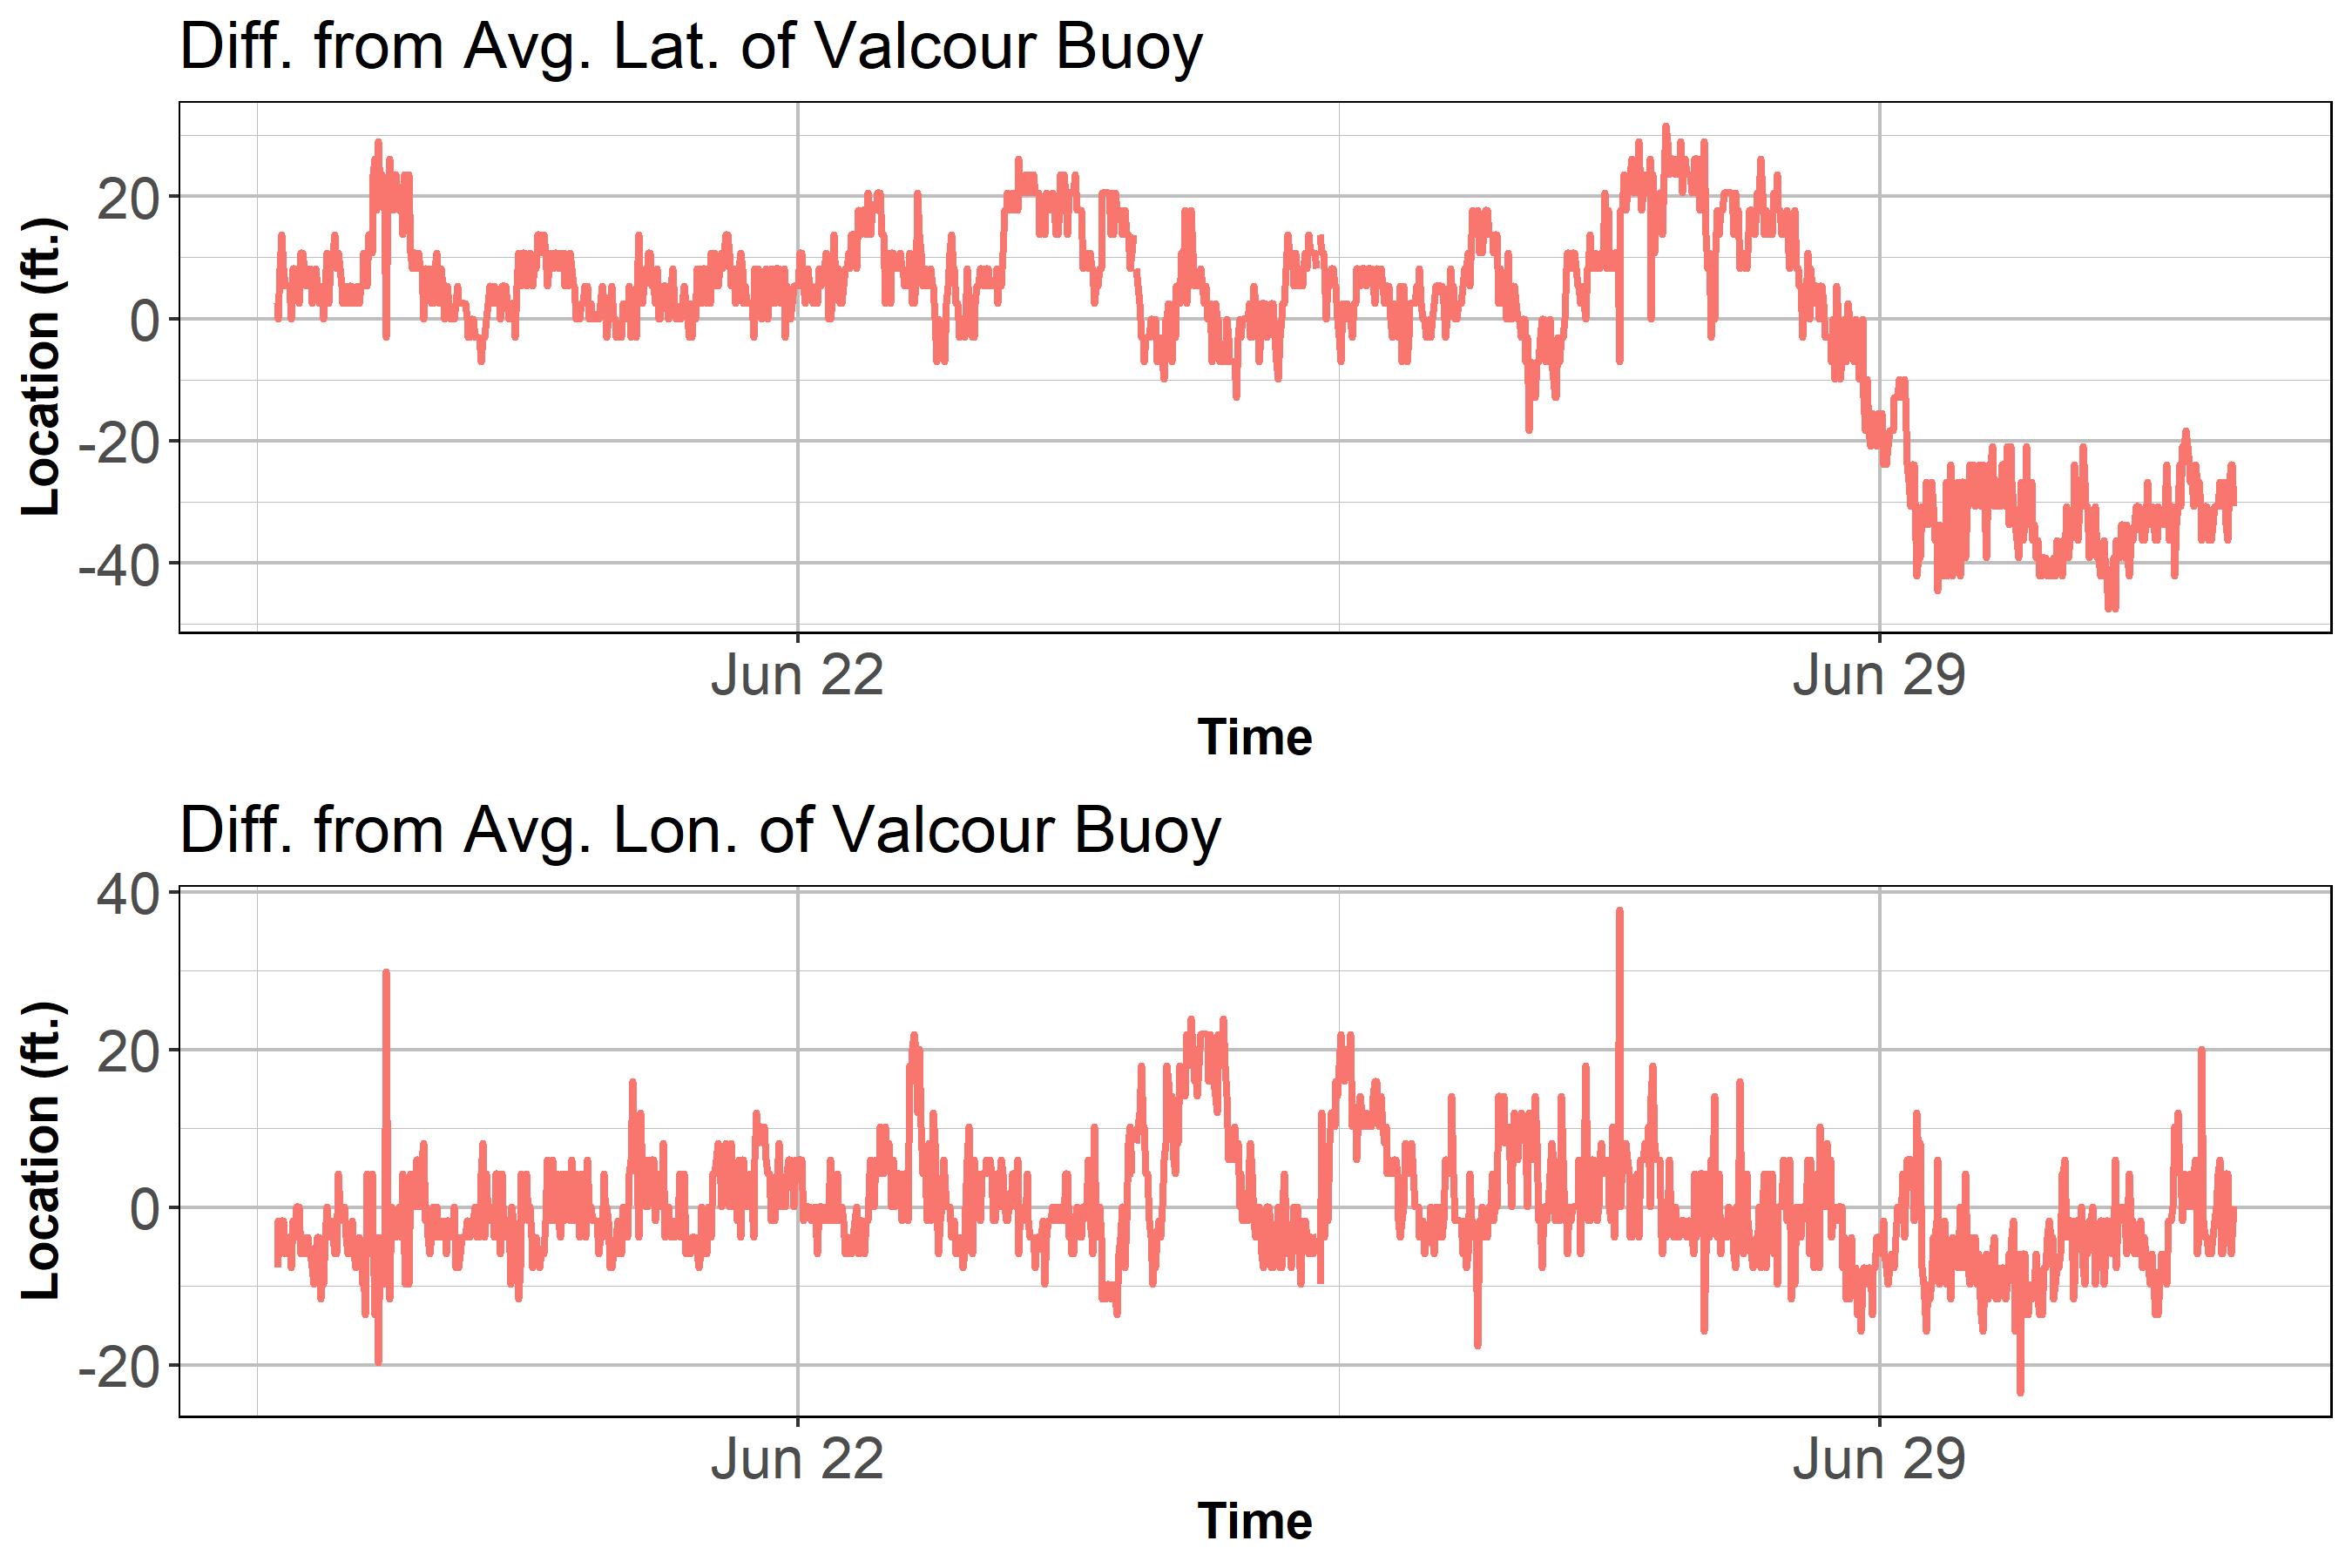 Diff. from Avg. Lat. of Valcour Buoy
Location (ft.)
20
0
-20
-40
Jun 22
Jun 29
Time
Diff. from Avg. Lon. of Valcour Buoy
Location (ft.)
40
20
0
-20
Jun 22
Jun 29
Time